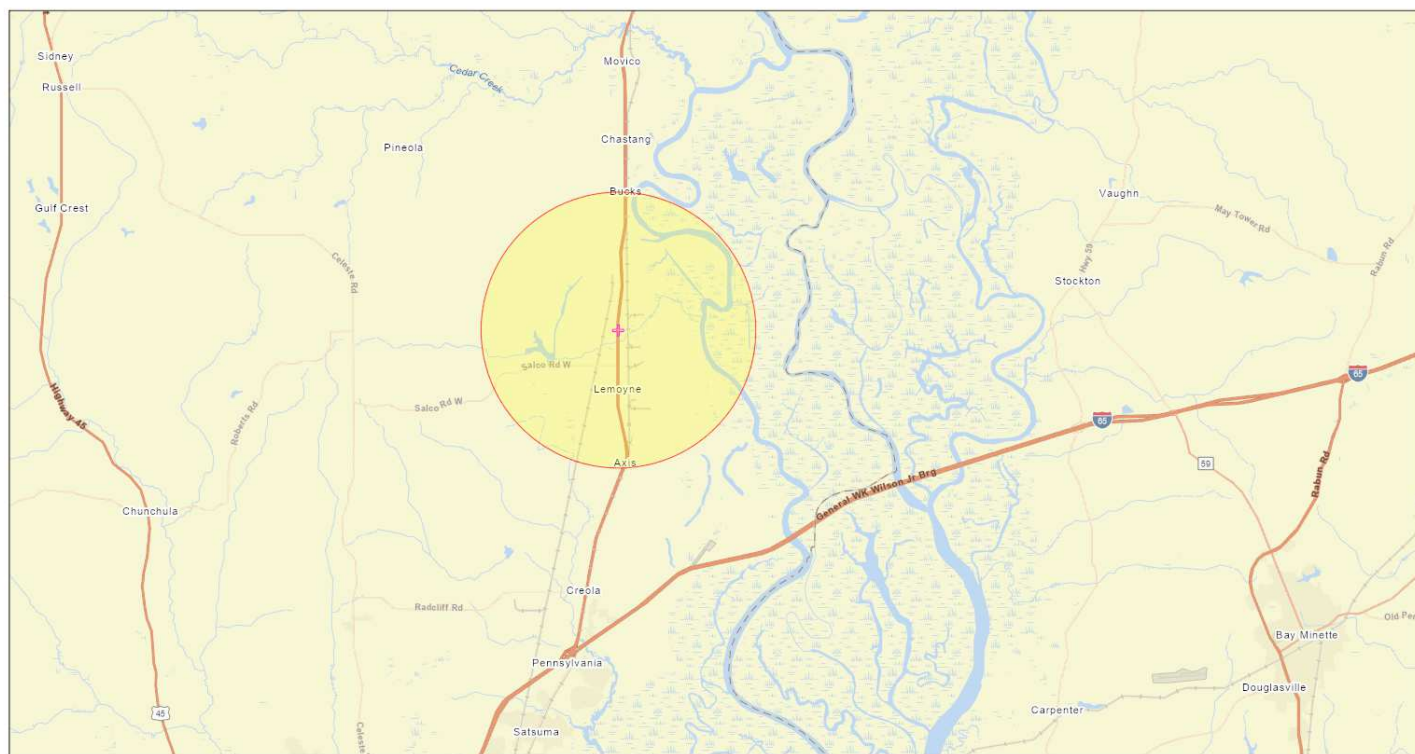 Sidney
Movico
Cedar Creek
Russell
Chastang
Pineola
Bucks
Vaughn
Gulf Crest
May Tower Rd
Rabun Rd
Hwy 59
Celeste Rd
Stockton
Salco Rd W
Lemoyne
65
Highway 45
Roberts Rd
Salco Rd W
65
Axis
59
Rabun Rd
General WK Wilson Jr Brg
Chunchula
Creola
Radcliff Rd
Old Pe
Bay Minette
Pennsylvania
Douglasville
45
Carpenter
Celeste
Satsuma